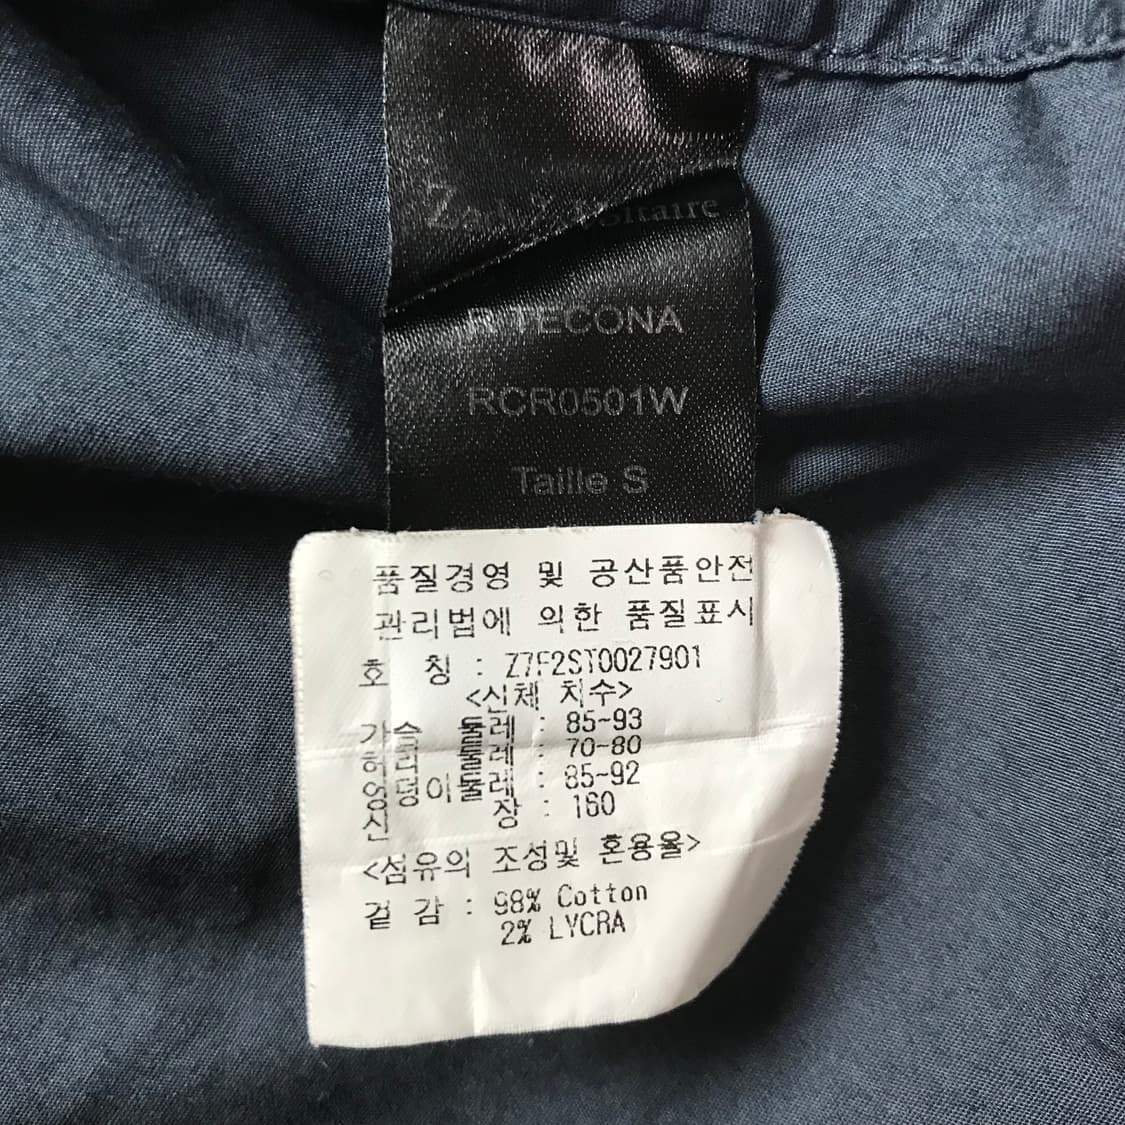 Zadig & Voltaire
TECONA
RCR0501W
Taille S
품질경영 및 공산품안전
관리법에 의한 품질표시
호 칭 : Z7F2ST0027901
<신체 치수>
가슴 둘레 : 85~93
허리 둘레 : 70~80
엉덩이둘레 : 85~92
신 장 : 160
<섬유의 조성및 혼용율>
겉 감 : 98% Cotton
2% LYCRA